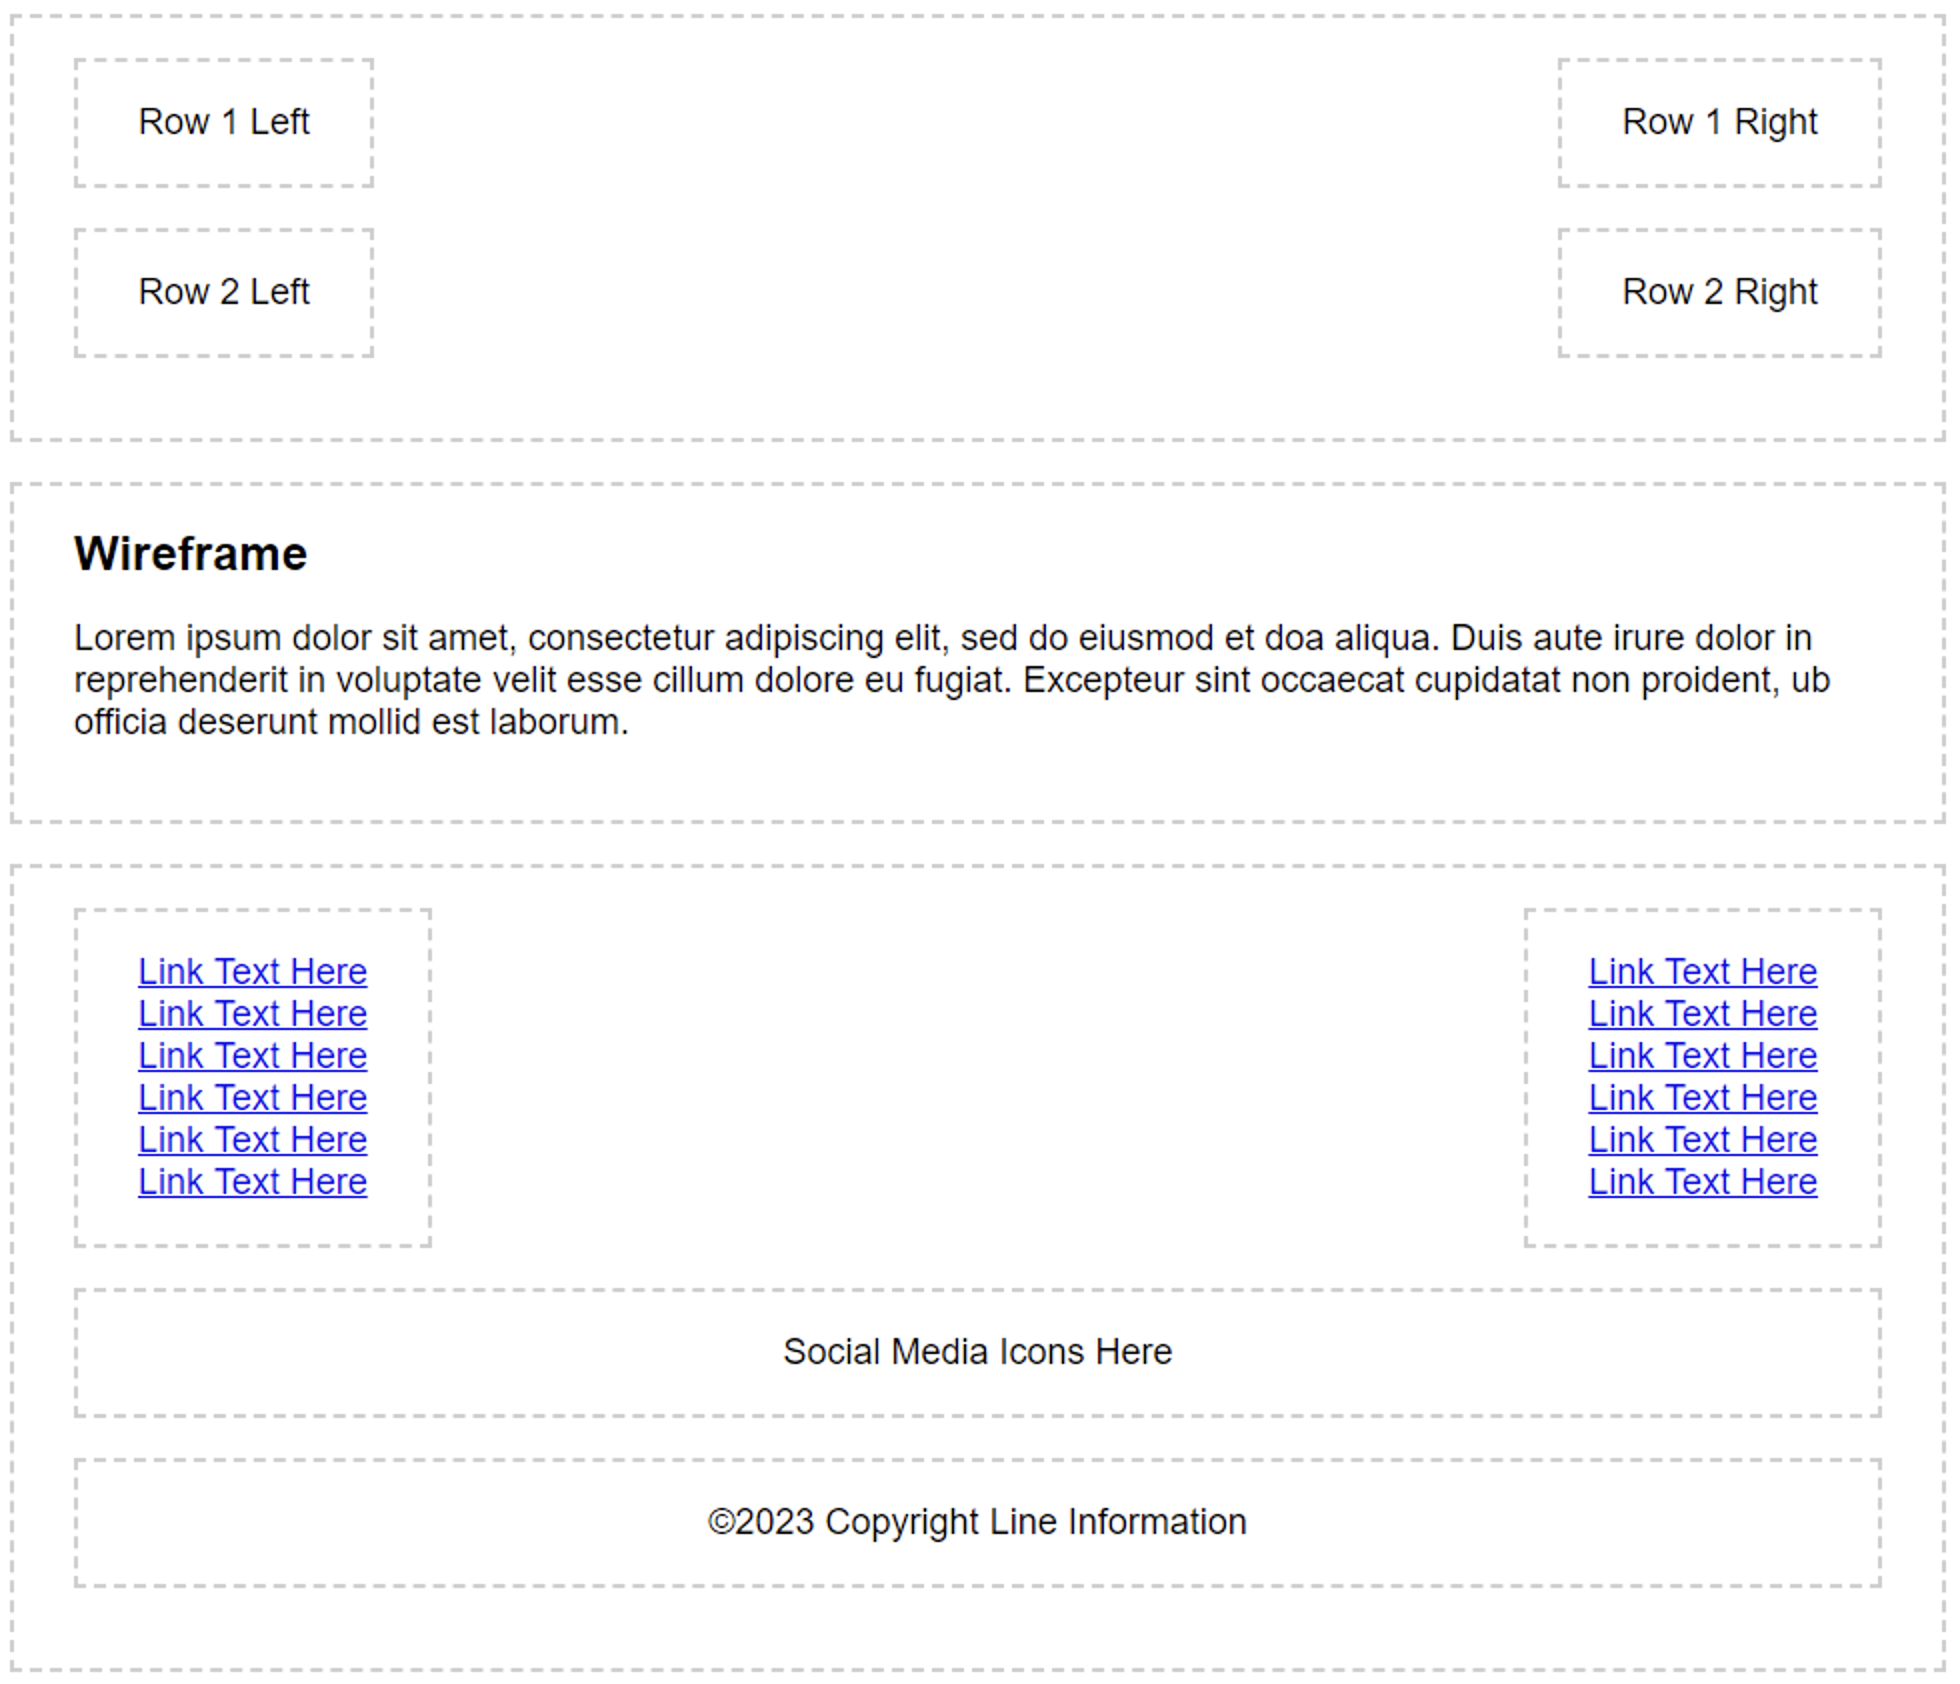 Row 1 Left
Row 1 Right
Row 2 Left
Row 2 Right
Wireframe
Lorem ipsum dolor sit amet, consectetur adipiscing elit, sed do eiusmod et doa aliqua. Duis aute irure dolor in
reprehenderit in voluptate velit esse cillum dolore eu fugiat. Excepteur sint occaecat cupidatat non proident, ub
officia deserunt mollid est laborum.
Link Text Here
Link Text Here
Link Text Here
Link Text Here
Link Text Here
Link Text Here
Link Text Here
Link Text Here
Link Text Here
Link Text Here
Link Text Here
Link Text Here
Social Media Icons Here
©2023 Copyright Line Information